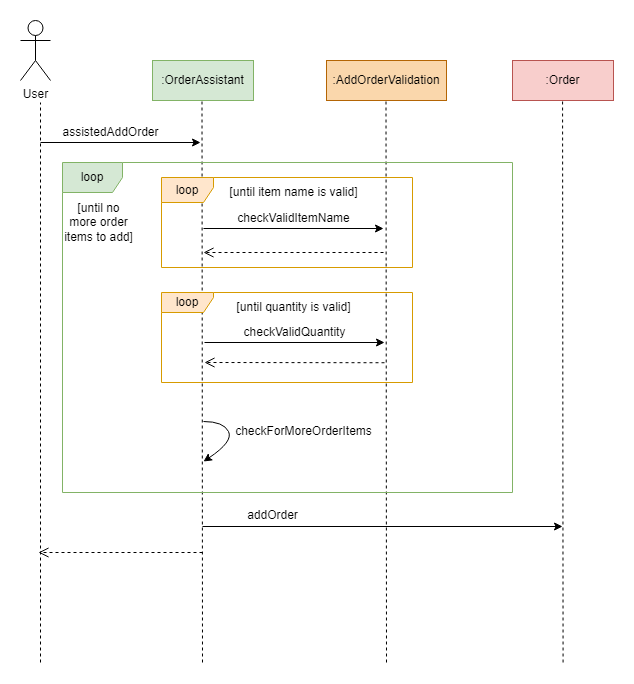 User
:OrderAssistant
:AddOrderValidation
:Order
assistedAddOrder
loop
[until no
more order
items to add]
loop
[until item name is valid]
checkValidItemName
loop
[until quantity is valid]
checkValidQuantity
checkForMoreOrderItems
addOrder